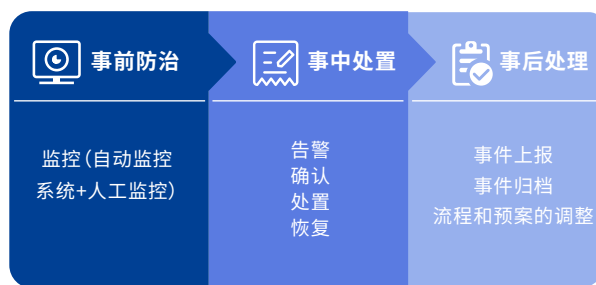 事前防治
监控(自动监控
系统+人工监控)
事中处置
告警
确认
处置
恢复
事后处理
事件上报
事件归档
流程和预案的调整